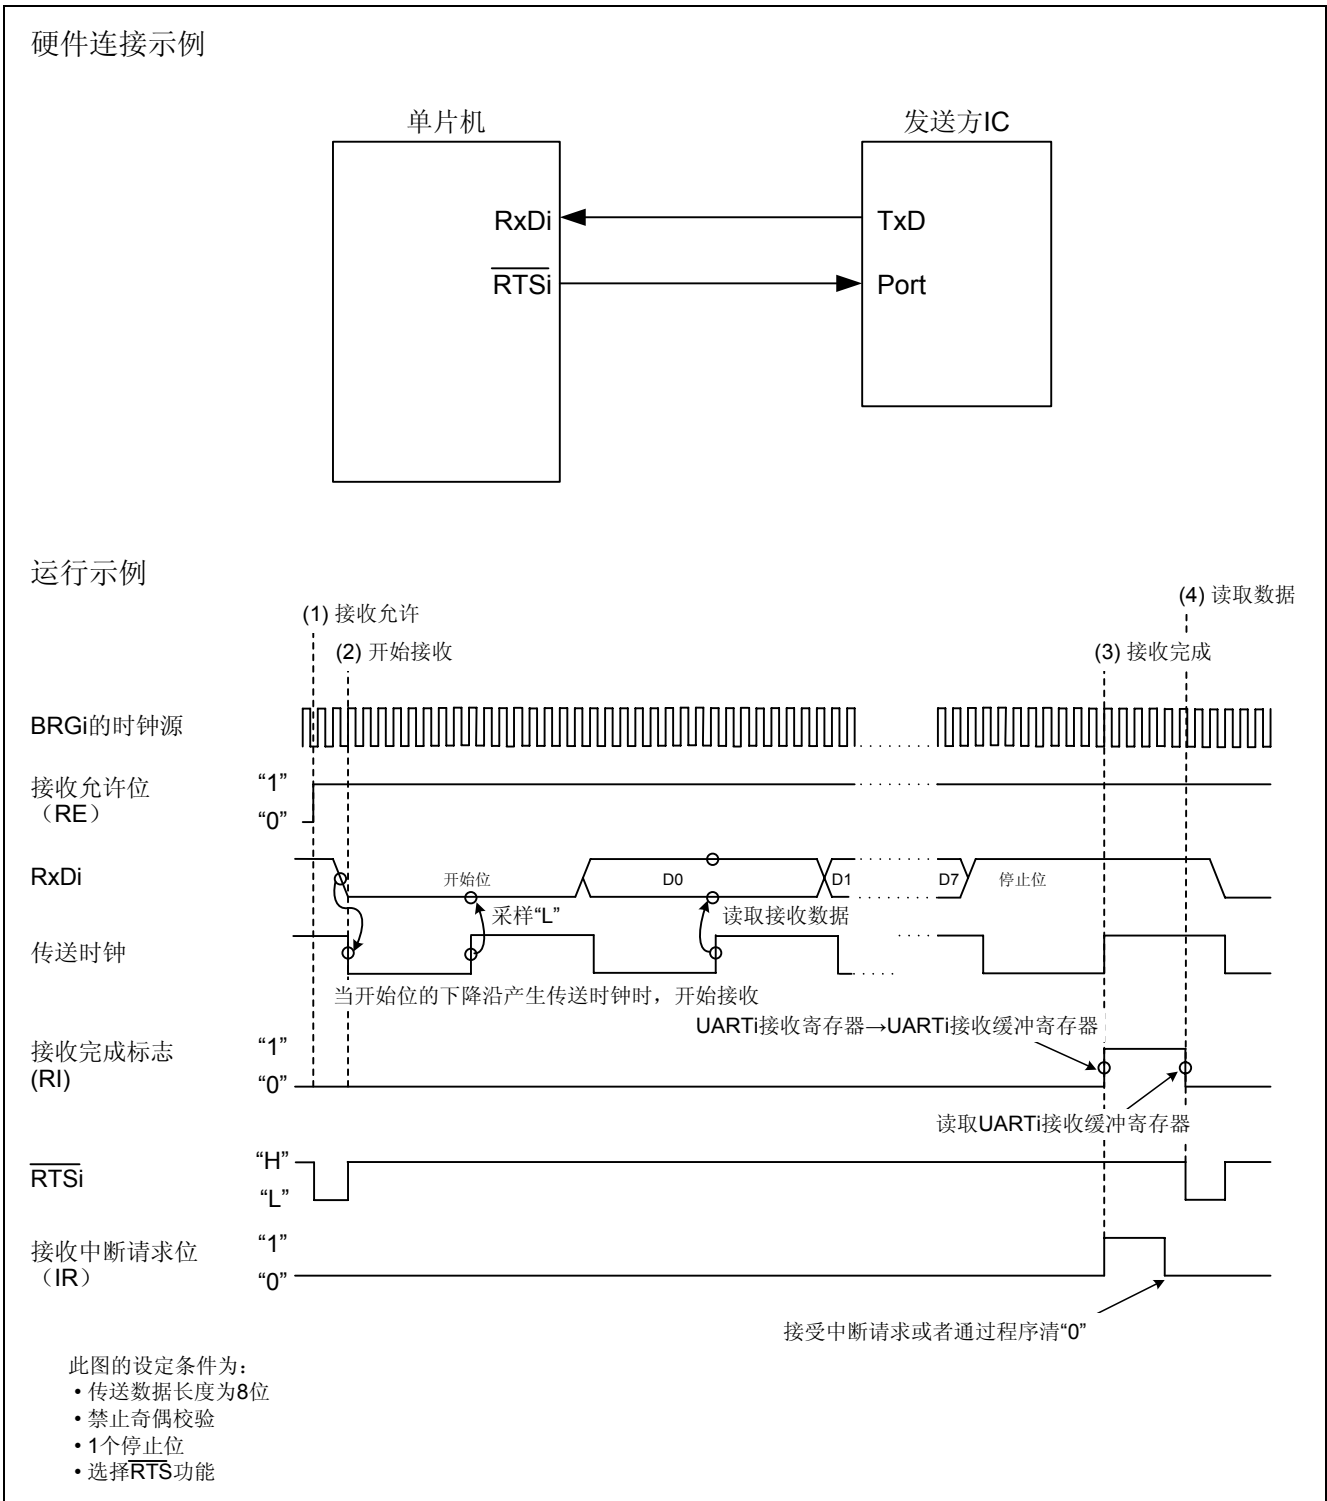 硬件连接示例
单片机
发送方IC
RxDi
TxD
RTSi
Port
运行示例
(4) 读取数据
(1) 接收允许
(2) 开始接收
(3) 接收完成
BRGi的时钟源
接收允许位
（RE）
“1”
“0”
RxDi
开始位
D0
D1
D7
停止位
采样“L”
读取接收数据
传送时钟
当开始位的下降沿产生传送时钟时，开始接收
UARTi接收寄存器→UARTi接收缓冲寄存器
接收完成标志
(RI)
“1”
“0”
读取UARTi接收缓冲寄存器
RTSi
“H”
“L”
接收中断请求位
（IR）
“1”
“0”
接受中断请求或者通过程序清“0”
此图的设定条件为：
• 传送数据长度为8位
• 禁止奇偶校验
• 1个停止位
• 选择RTS功能